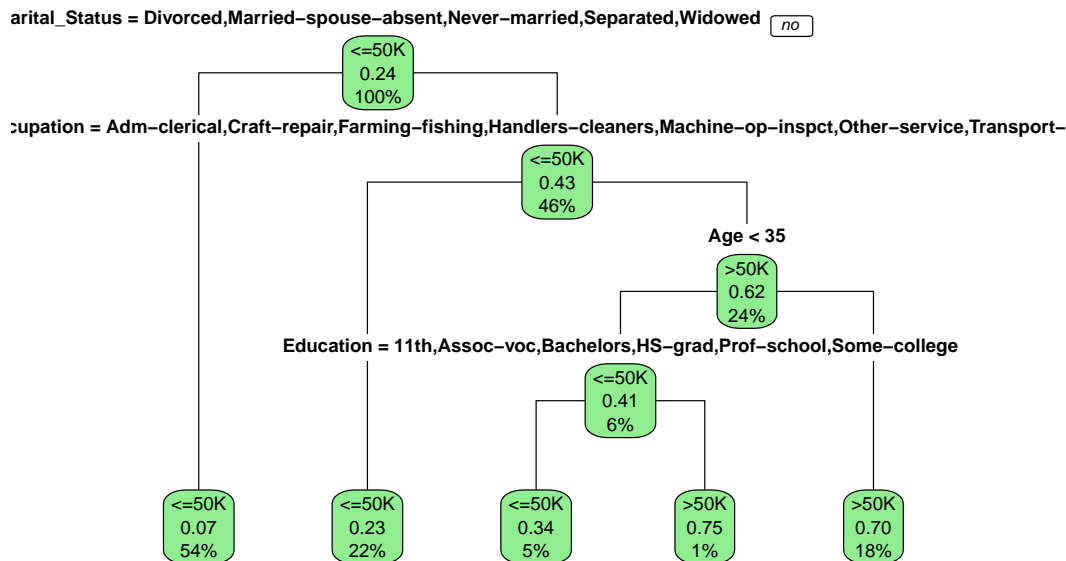 arital_Status = Divorced,Married−spouse−absent,Never−married,Separated,Widowed no
<=50K
0.24
100%
cupation = Adm−clerical,Craft−repair,Farming−fishing,Handlers−cleaners,Machine−op−inspct,Other−service,Transport−
<=50K
0.43
46%
Age < 35
>50K
0.62
24%
Education = 11th,Assoc−voc,Bachelors,HS−grad,Prof−school,Some−college
<=50K
0.41
6%
<=50K <=50K <=50K >50K >50K
0.07 0.23 0.34 0.75 0.70
54% 22% 5% 1% 18%